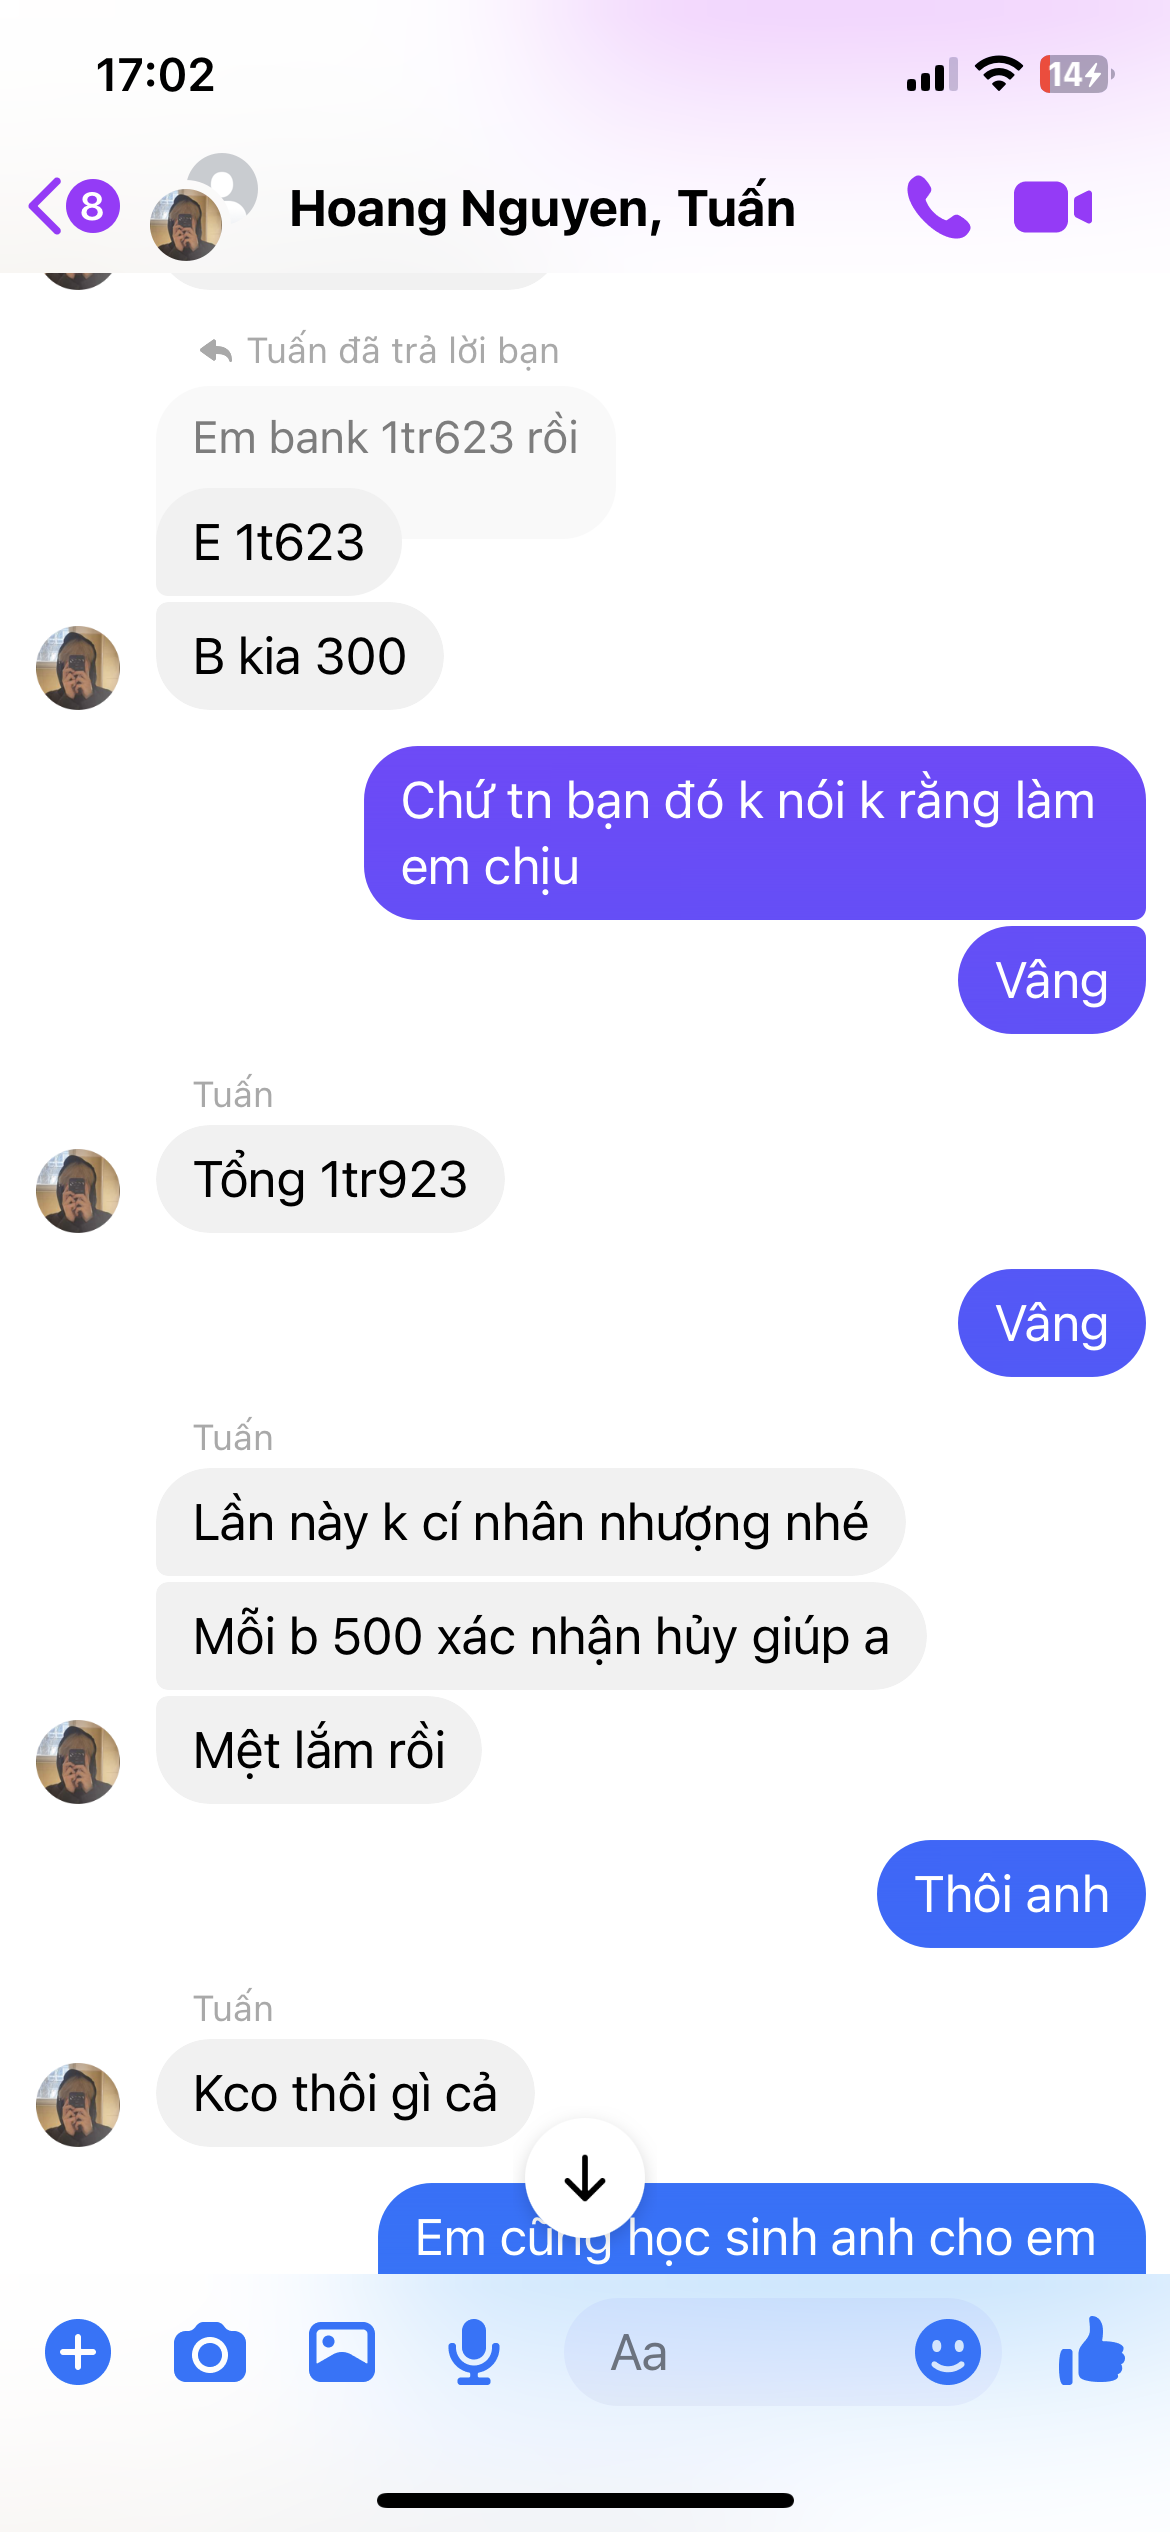 17:02
14
8
Hoang Nguyen, Tuấn
Tuấn đã trả lời bạn
Em bank 1tr623 rồi
E 1t623
B kia 300
Chứ tn bạn đó k nói k rằng làm
em chịu
Vâng
Tuấn
Tổng 1tr923
Vâng
Tuấn
Lần này k cí nhân nhượng nhé
Mỗi b 500 xác nhận hủy giúp a
Mệt lắm rồi
Thôi anh
Tuấn
Kco thôi gì cả
Em cũng học sinh anh cho em
Aa